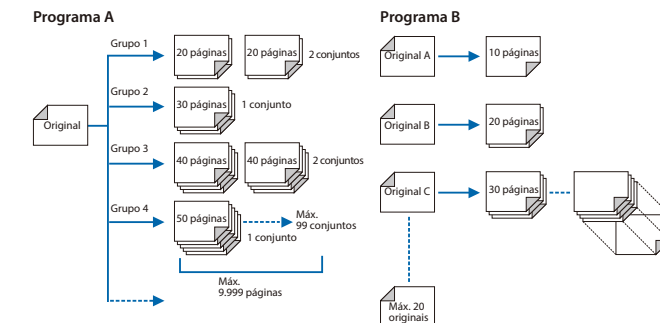 Programa A
Original
Grupo 1
20 páginas
20 páginas
2 conjuntos
Grupo 2
30 páginas
1 conjunto
Grupo 3
40 páginas
40 páginas
2 conjuntos
Grupo 4
50 páginas
1 conjunto
Máx.
99 conjuntos
Máx.
9.999 páginas
Programa B
Original A
10 páginas
Original B
20 páginas
Original C
30 páginas
Máx. 20
originais